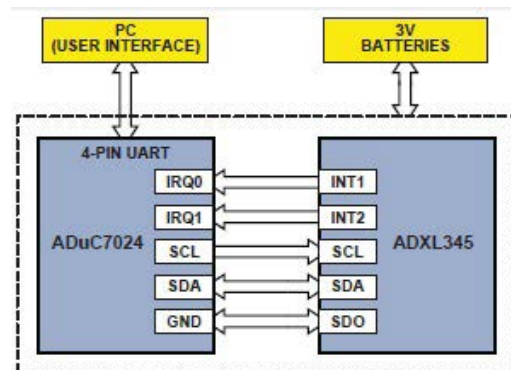 PC
(USER INTERFACE)
3V
BATTERIES
4-PIN UART
ADuC7024
IRQ0
IRQ1
SCL
SDA
GND
INT1
INT2
SCL
SDA
SDO
ADXL345